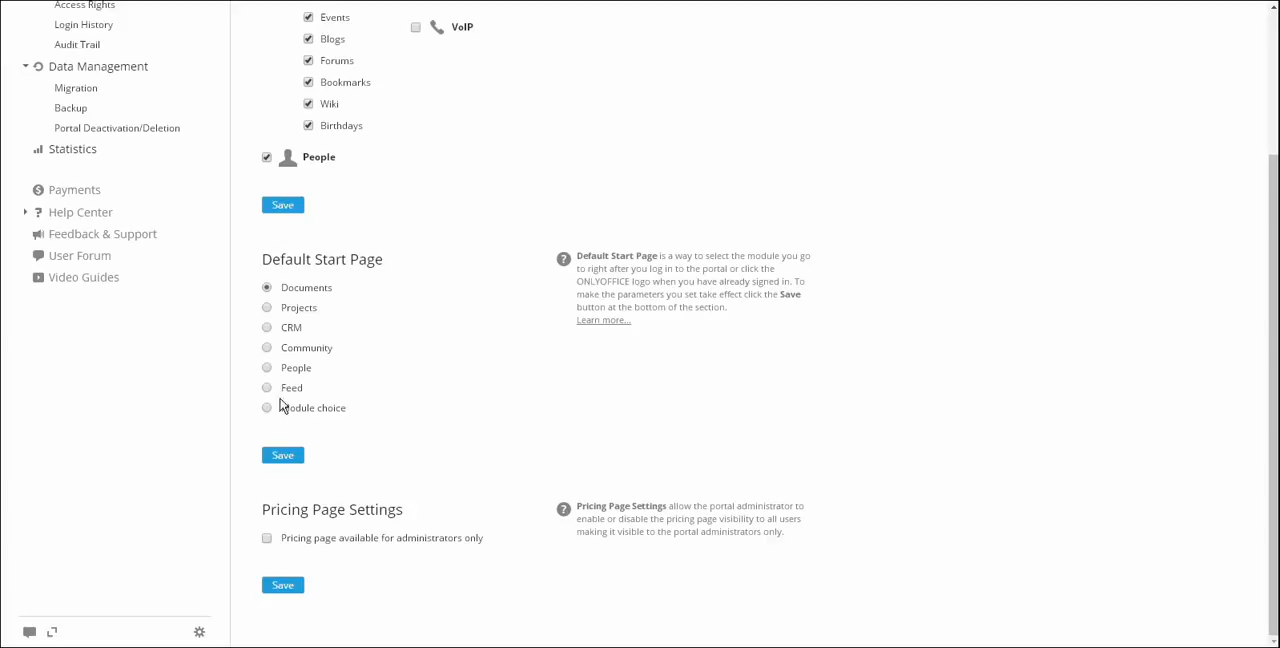 Access Rights
Login History
Audit Trail
Data Management
Migration
Backup
Portal Deactivation/Deletion
Statistics
Payments
Help Center
Feedback & Support
User Forum
Video Guides
Events
Blogs
Forums
Bookmarks
Wiki
Birthdays
VoIP
People
Save
Default Start Page
Documents
Projects
CRM
Community
People
Feed
Module choice
Save
Default Start Page is a way to select the module you go
to right after you log in to the portal or click the
ONLYOFFICE logo when you have already signed in. To
make the parameters you set take effect click the Save
button at the bottom of the section.
Learn more...
Pricing Page Settings
Pricing page available for administrators only
Save
Pricing Page Settings allow the portal administrator to
enable or disable the pricing page visibility to all users
making it visible to the portal administrators only.